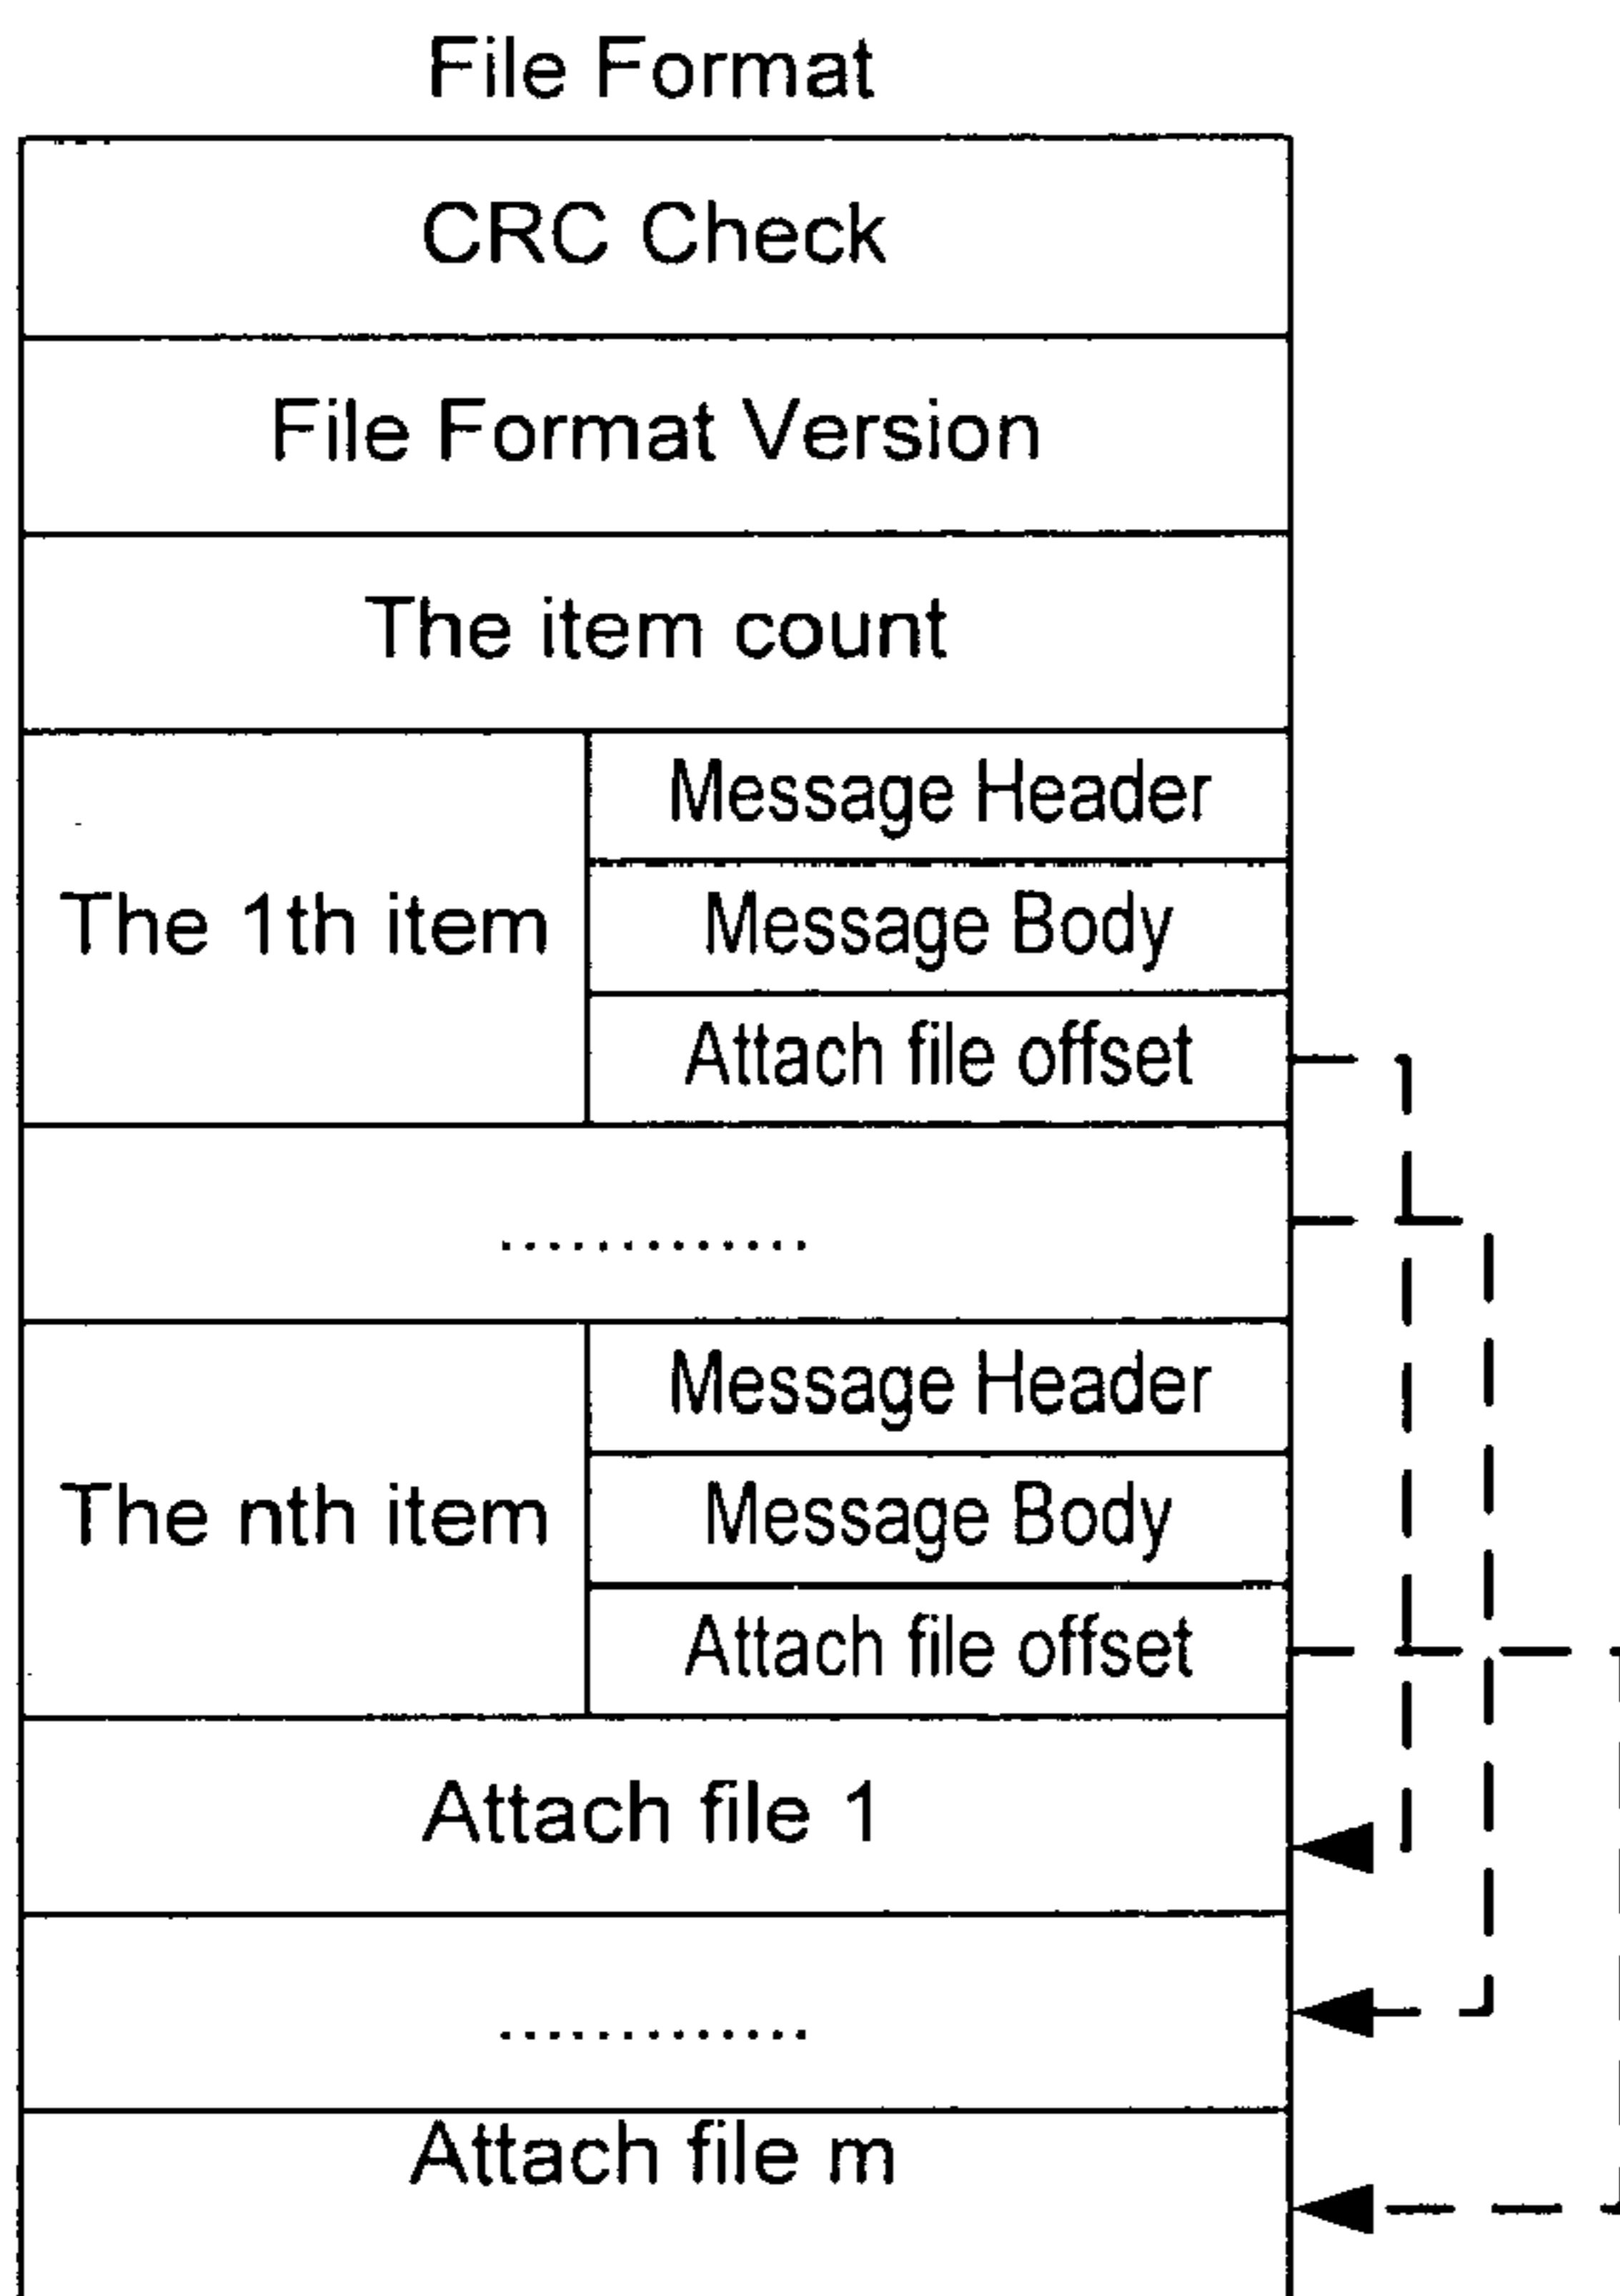 File Format
CRC Check
File Format Version
The item count
The 1th item
Message Header
Message Body
Attach file offset
.............
The nth item
Message Header
Message Body
Attach file offset
Attach file 1
.............
Attach file m